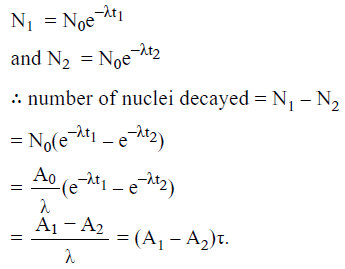 N₁ = N₀e^(−λt₁)
and N₂ = N₀e^(−λt₂)
∴ number of nuclei decayed = N₁ – N₂
= N₀(e^(−λt₁) – e^(−λt₂))
= A₀/λ (e^(−λt₁) – e^(−λt₂))
= (A₁ − A₂)/λ = (A₁ – A₂)τ.